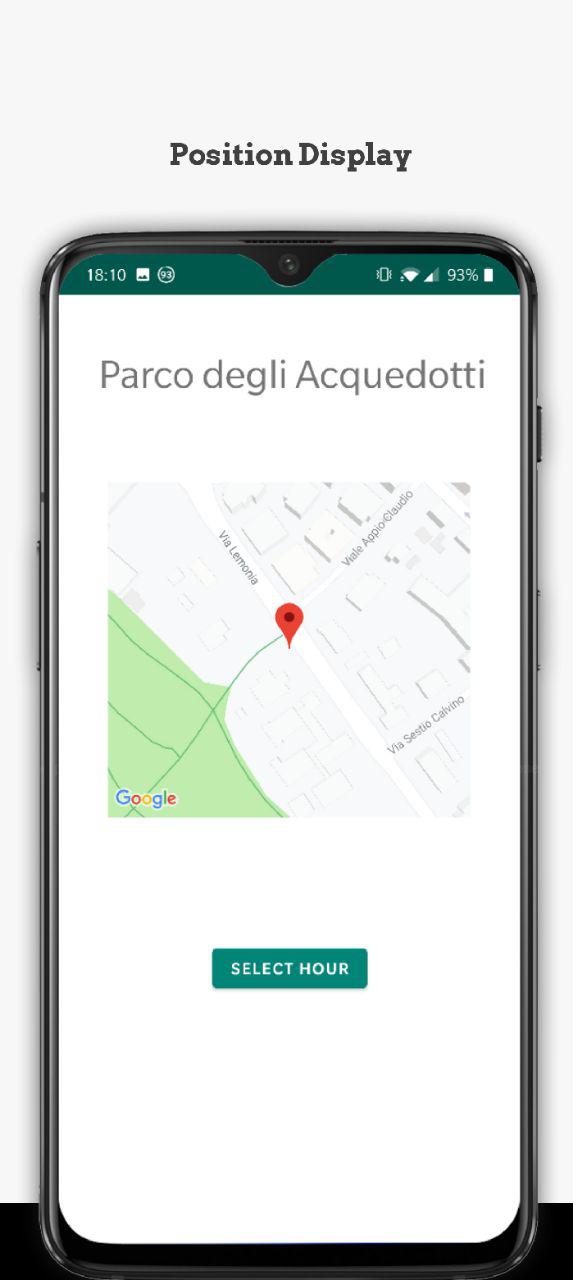 Position Display
18:10 93 93%
Parco degli Acquedotti
Via Lemonia
Viale Appio Claudio
Via Sestio Calvino
Google
SELECT HOUR